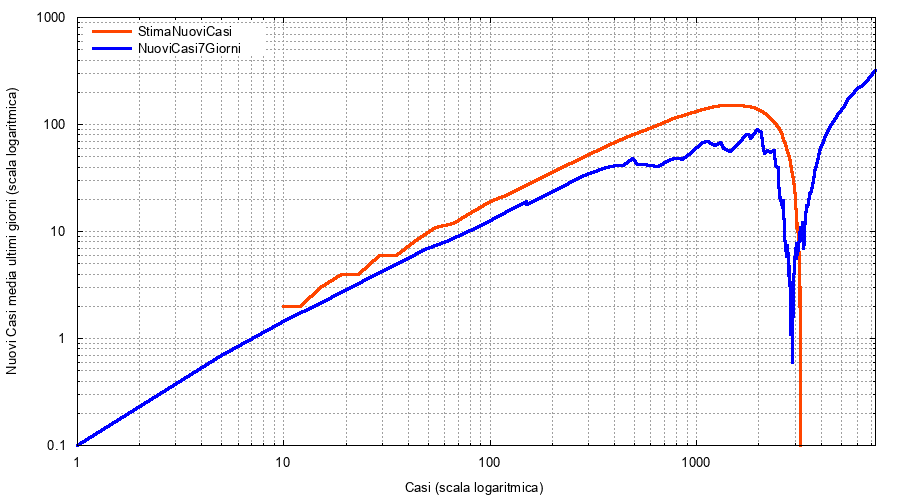 1000
StimaNuoviCasi
NuoviCasi7Giorni
100
10
1
0.1
Nuovi Casi media ultimi giorni (scala logaritmica)
1 10 100 1000
Casi (scala logaritmica)